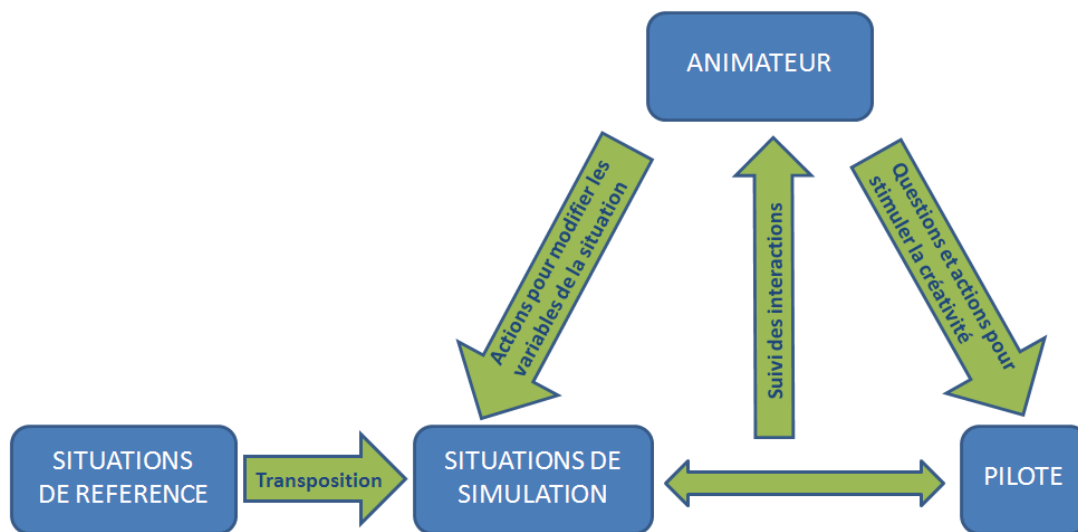 ANIMATEUR
Actions pour modifier les
variables de la situation
Suivi des interactions
Questions et actions pour
stimuler la créativité
SITUATIONS
DE REFERENCE
Transposition
SITUATIONS DE
SIMULATION
PILOTE